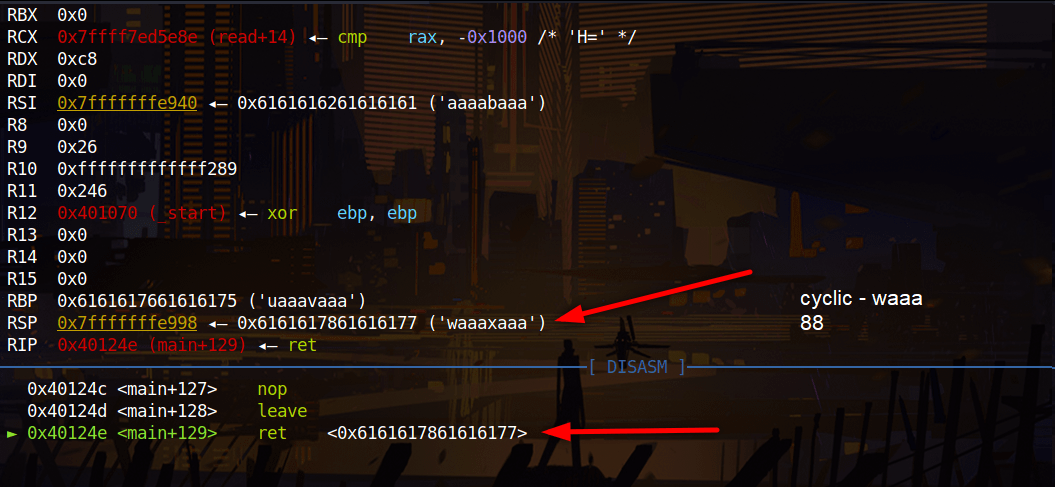 RBX 0x0
RCX 0x7ffff7ed5e8e (read+14) ◂— cmp rax, -0x1000 /* 'H=' */
RDX 0xc8
RDI 0x0
RSI 0x7fffffffe940 ◂— 0x6161616261616161 ('aaaabaaa')
R8 0x0
R9 0x26
R10 0xfffffffffffff289
R11 0x246
R12 0x401070 (_start) ◂— xor ebp, ebp
R13 0x0
R14 0x0
R15 0x0
RBP 0x6161617661616175 ('uaaavaaa')
RSP 0x7fffffffe998 ◂— 0x6161617861616177 ('waaaxaaa')
cyclic - waaa
88
RIP 0x40124e (main+129) ◂— ret
[ DISASM ]
0x40124c <main+127> nop
0x40124d <main+128> leave
► 0x40124e <main+129> ret <0x6161617861616177>